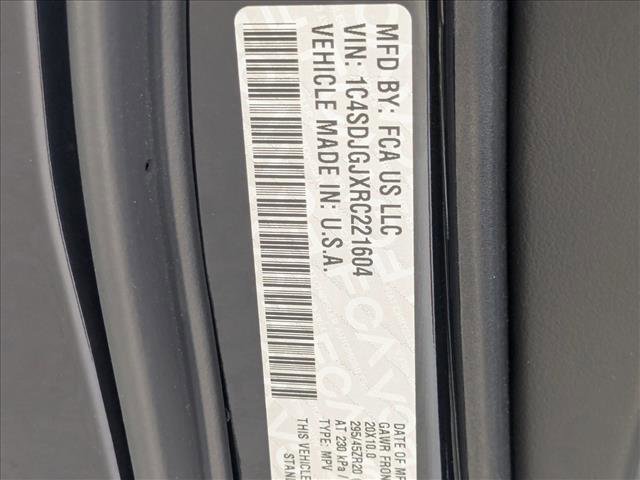 MFD BY: FCA US LLC
VIN: 1C4SDJGJXRC221604
VEHICLE MADE IN: U.S.A.
DATE OF MF
GAWR FRON
20X10.0
295/45ZR20
AT 230 kPa /
TYPE: MPV
THIS VEHICLE
STAN